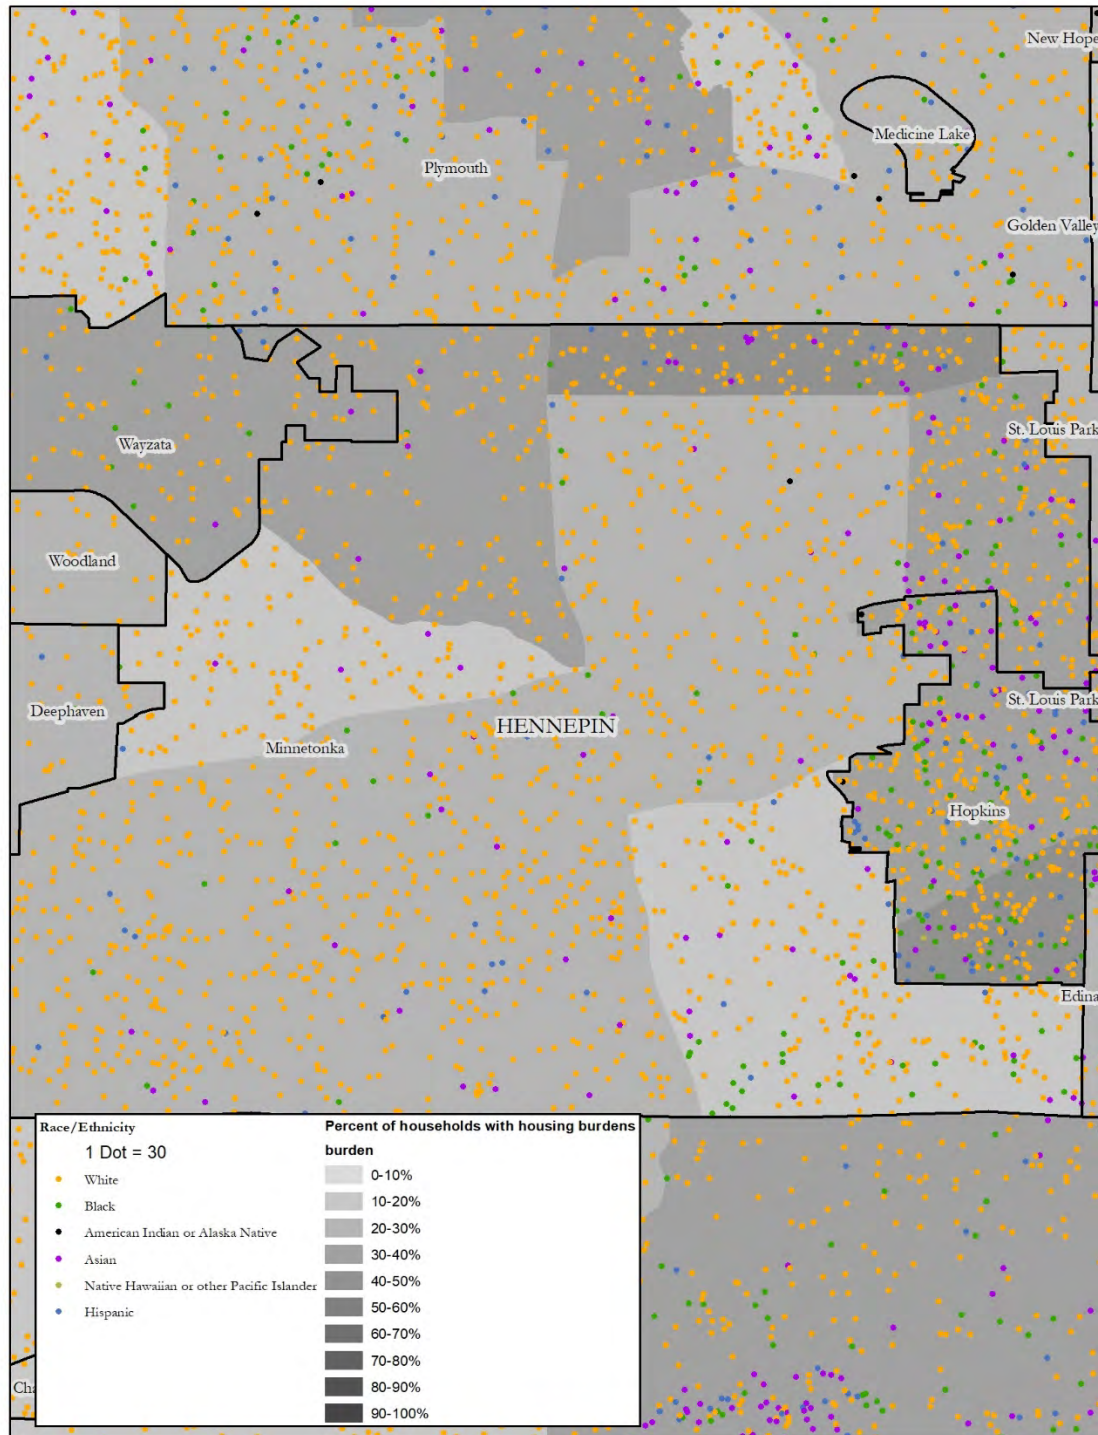 New Hope
Medicine Lake
Plymouth
Golden Valley
St. Louis Park
Wayzata
Woodland
Deephaven
St. Louis Park
HENNEPIN
Minnetonka
Hopkins
Edina
Race/Ethnicity
1 Dot = 30
White
Black
American Indian or Alaska Native
Asian
Native Hawaiian or other Pacific Islander
Hispanic
Percent of households with housing burdens
burden
0-10%
10-20%
20-30%
30-40%
40-50%
50-60%
60-70%
70-80%
80-90%
90-100%